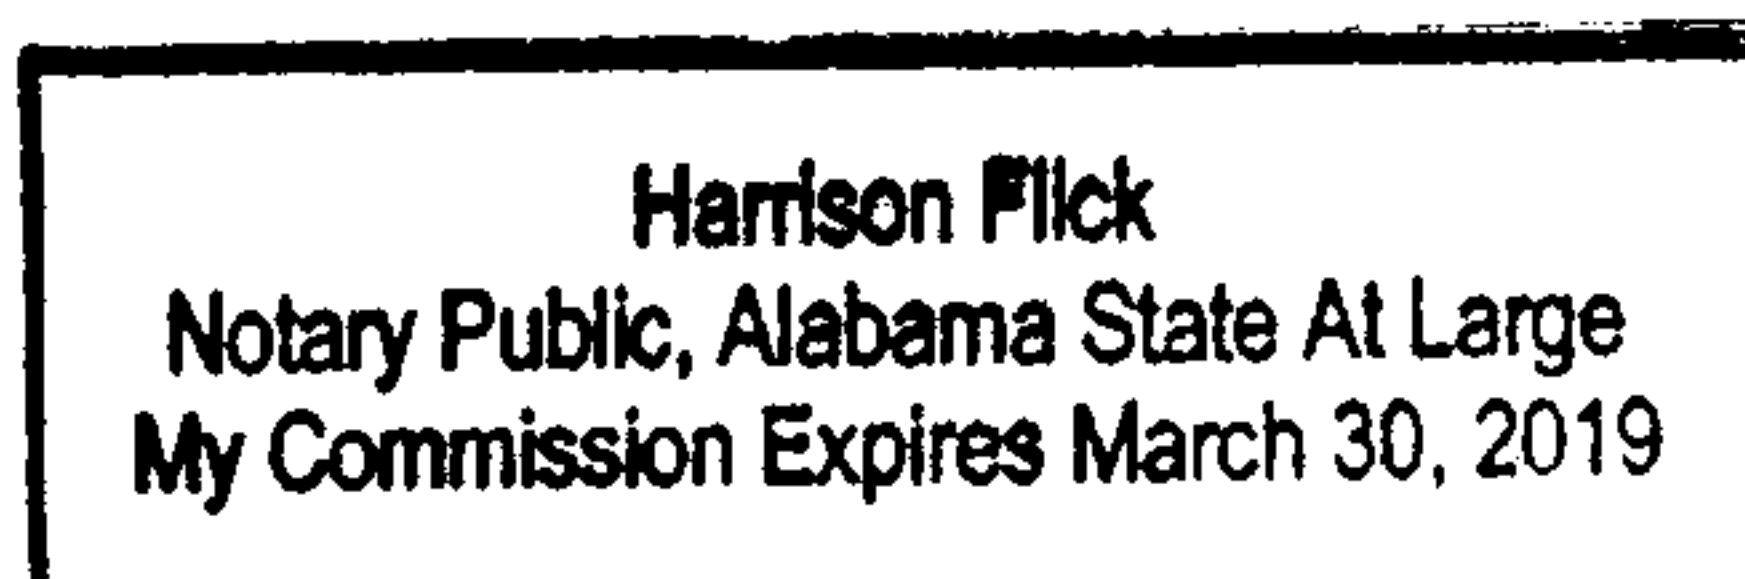 Harrison Flick
Notary Public, Alabama State At Large
My Commission Expires March 30, 2019